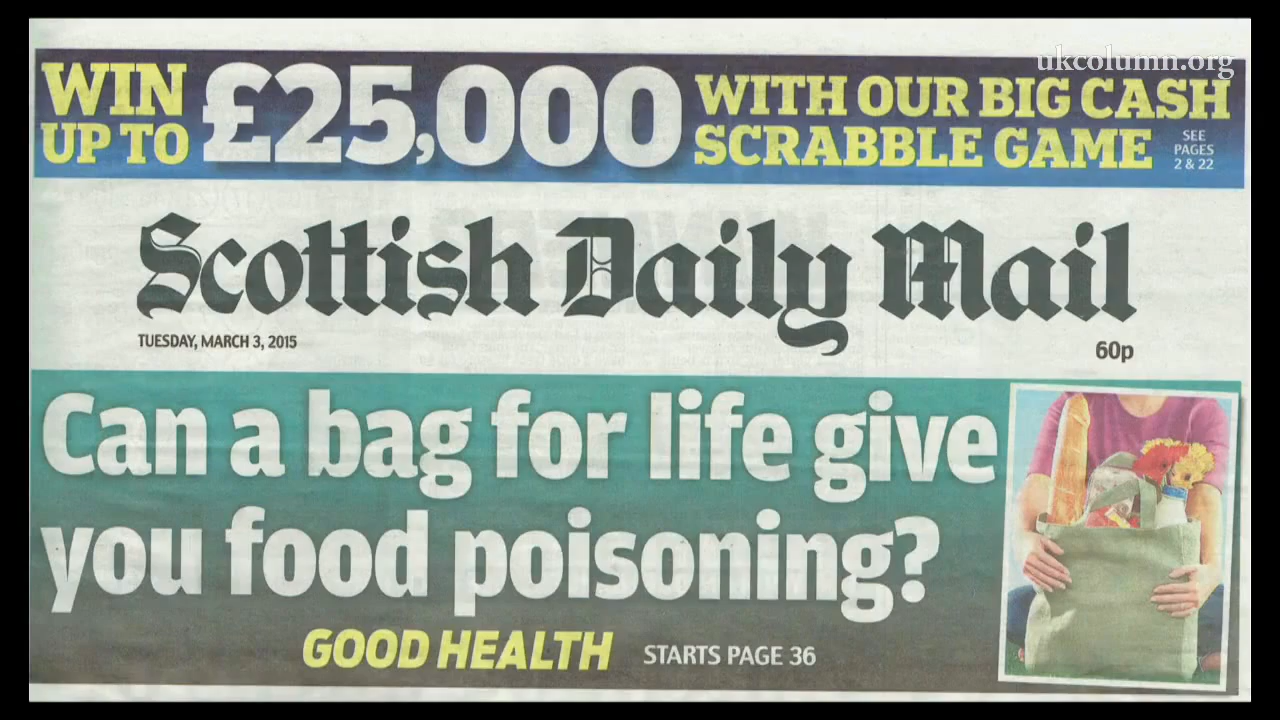 ukcolumn.org
WIN
UP TO
£25,000
WITH OUR BIG CASH
SCRABBLE GAME
SEE
PAGES
2 & 22
Scottish Daily Mail
TUESDAY, MARCH 3, 2015
60p
Can a bag for life give
you food poisoning?
GOOD HEALTH STARTS PAGE 36